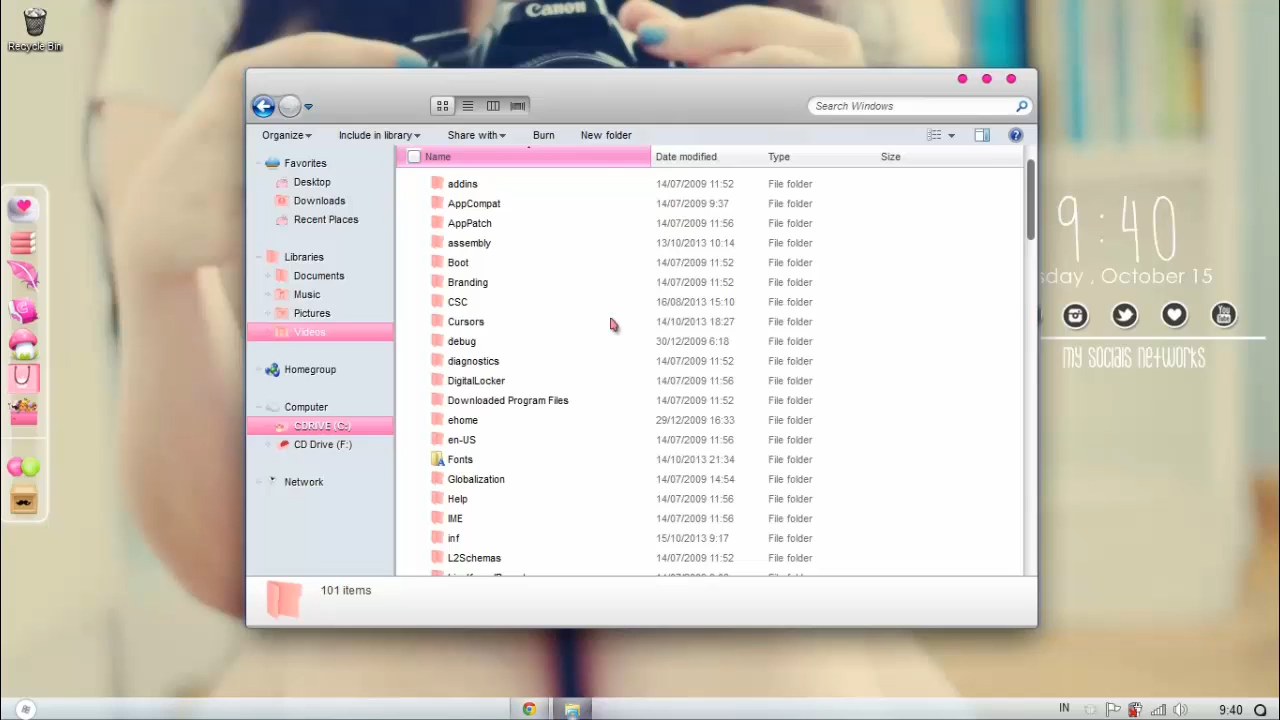 Recycle Bin
Canon
Search Windows
Organize Include in library Share with Burn New folder
Name Date modified Type Size
Favorites
Desktop
Downloads
Recent Places
Libraries
Documents
Music
Pictures
Videos
Homegroup
Computer
CDRIVE (C:)
CD Drive (F:)
Network
addins 14/07/2009 11:52 File folder
AppCompat 14/07/2009 9:37 File folder
AppPatch 14/07/2009 11:56 File folder
assembly 13/10/2013 10:14 File folder
Boot 14/07/2009 11:52 File folder
Branding 14/07/2009 11:52 File folder
CSC 16/08/2013 15:10 File folder
Cursors 14/10/2013 18:27 File folder
debug 30/12/2009 6:18 File folder
diagnostics 14/07/2009 11:52 File folder
DigitalLocker 14/07/2009 11:56 File folder
Downloaded Program Files 14/07/2009 11:52 File folder
ehome 29/12/2009 16:33 File folder
en-US 14/07/2009 11:56 File folder
Fonts 14/10/2013 21:34 File folder
Globalization 14/07/2009 14:54 File folder
Help 14/07/2009 11:56 File folder
IME 14/07/2009 11:56 File folder
inf 15/10/2013 9:17 File folder
L2Schemas 14/07/2009 11:52 File folder
101 items
9:40
sday , October 15
You Tube
my socials networks
IN 9:40